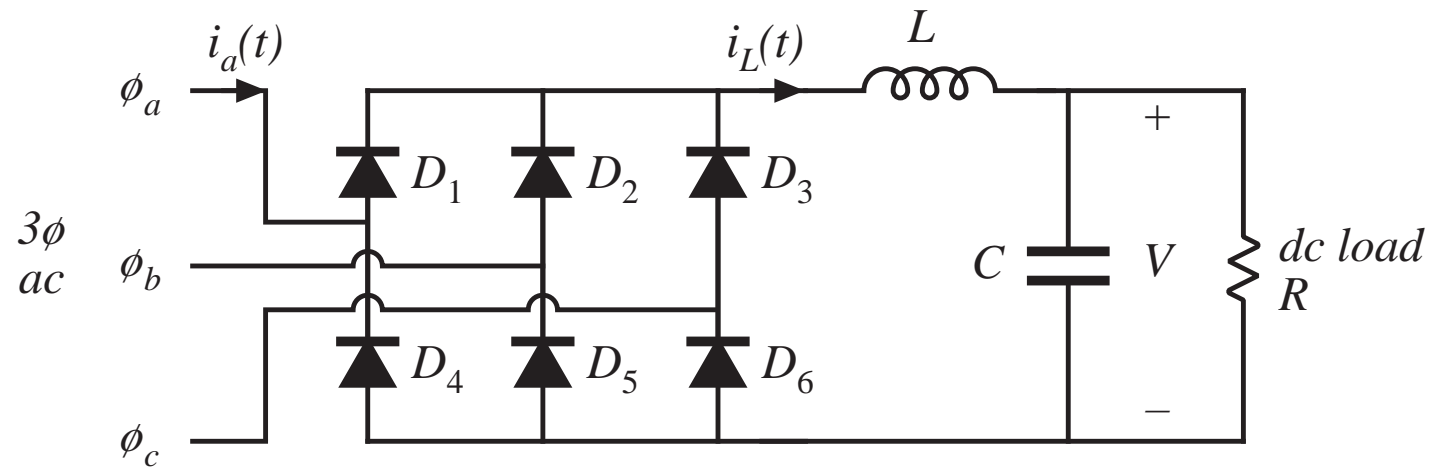 i_a(t)
i_L(t)
L
ϕ_a
D_1
D_2
D_3
+
3ϕ
ac
ϕ_b
C
V
dc load
R
D_4
D_5
D_6
−
ϕ_c